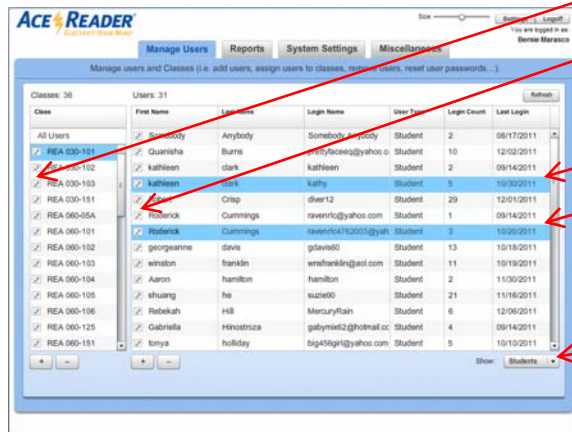 ACE READER®
ELECTRIFY YOUR MIND
Size
Settings Logoff
You are logged in as:
Bernie Marasco
Manage Users Reports System Settings Miscellaneous
Manage users and Classes (i.e. add users, assign users to classes, remove users, reset user passwords...)
Classes: 36 Users: 31 Refresh
Class First Name Last Name Login Name User Type Login Count Last Login
All Users Somebody Anybody Somebody.Anybody Student 2 08/17/2011
REA 030-101 Quanisha Burns prettyfaceeq@yahoo.c Student 10 12/02/2011
REA 030-102 kathleen clark kathleen Student 2 09/14/2011
REA 030-103 kathleen clark kathy Student 5 10/30/2011
REA 030-151 Robert Crisp diver12 Student 29 12/01/2011
REA 060-05A Roderick Cummings ravenrlc@yahoo.com Student 1 09/14/2011
REA 060-101 Roderick Cummings Student 3 10/20/2011
REA 060-102 georgeanne davis gdavis60 Student 13 10/18/2011
REA 060-103 winston franklin wnsfranklin@aol.com Student 11 10/19/2011
REA 060-104 Aaron hamilton hamilton Student 2 11/30/2011
REA 060-105 shuang he suzie90 Student 21 11/16/2011
REA 060-106 Rebekah Hill MercuryRain Student 6 12/06/2011
REA 060-125 Gabriella Hinostroza gabymix62@hotmail.cc Student 4 09/14/2011
REA 060-151 tonya holliday big456girl@yahoo.com Student 5 10/10/2011
+ − + − Show: Students